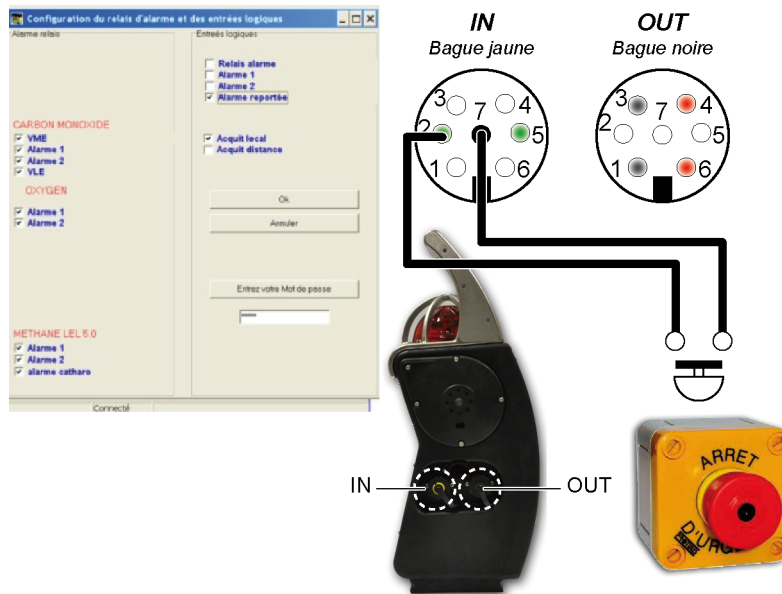 Configuration du relais d'alarme et des entrées logiques
Alarme relais
Entrées logiques
Relais alarme
Alarme 1
Alarme 2
Alarme reportée
CARBON MONOXIDE
VME
Alarme 1
Alarme 2
VLE
Acquit local
Acquit distance
OXYGEN
Alarme 1
Alarme 2
Ok
Annuler
Entrez votre Mot de passe
METHANE LEL 5.0
Alarme 1
Alarme 2
alarme catharo
Connecté
IN
Bague jaune
3 7 4
2 5
1 6
OUT
Bague noire
3 7 4
2 5
1 6
IN
OUT
ARRET
D'URGE